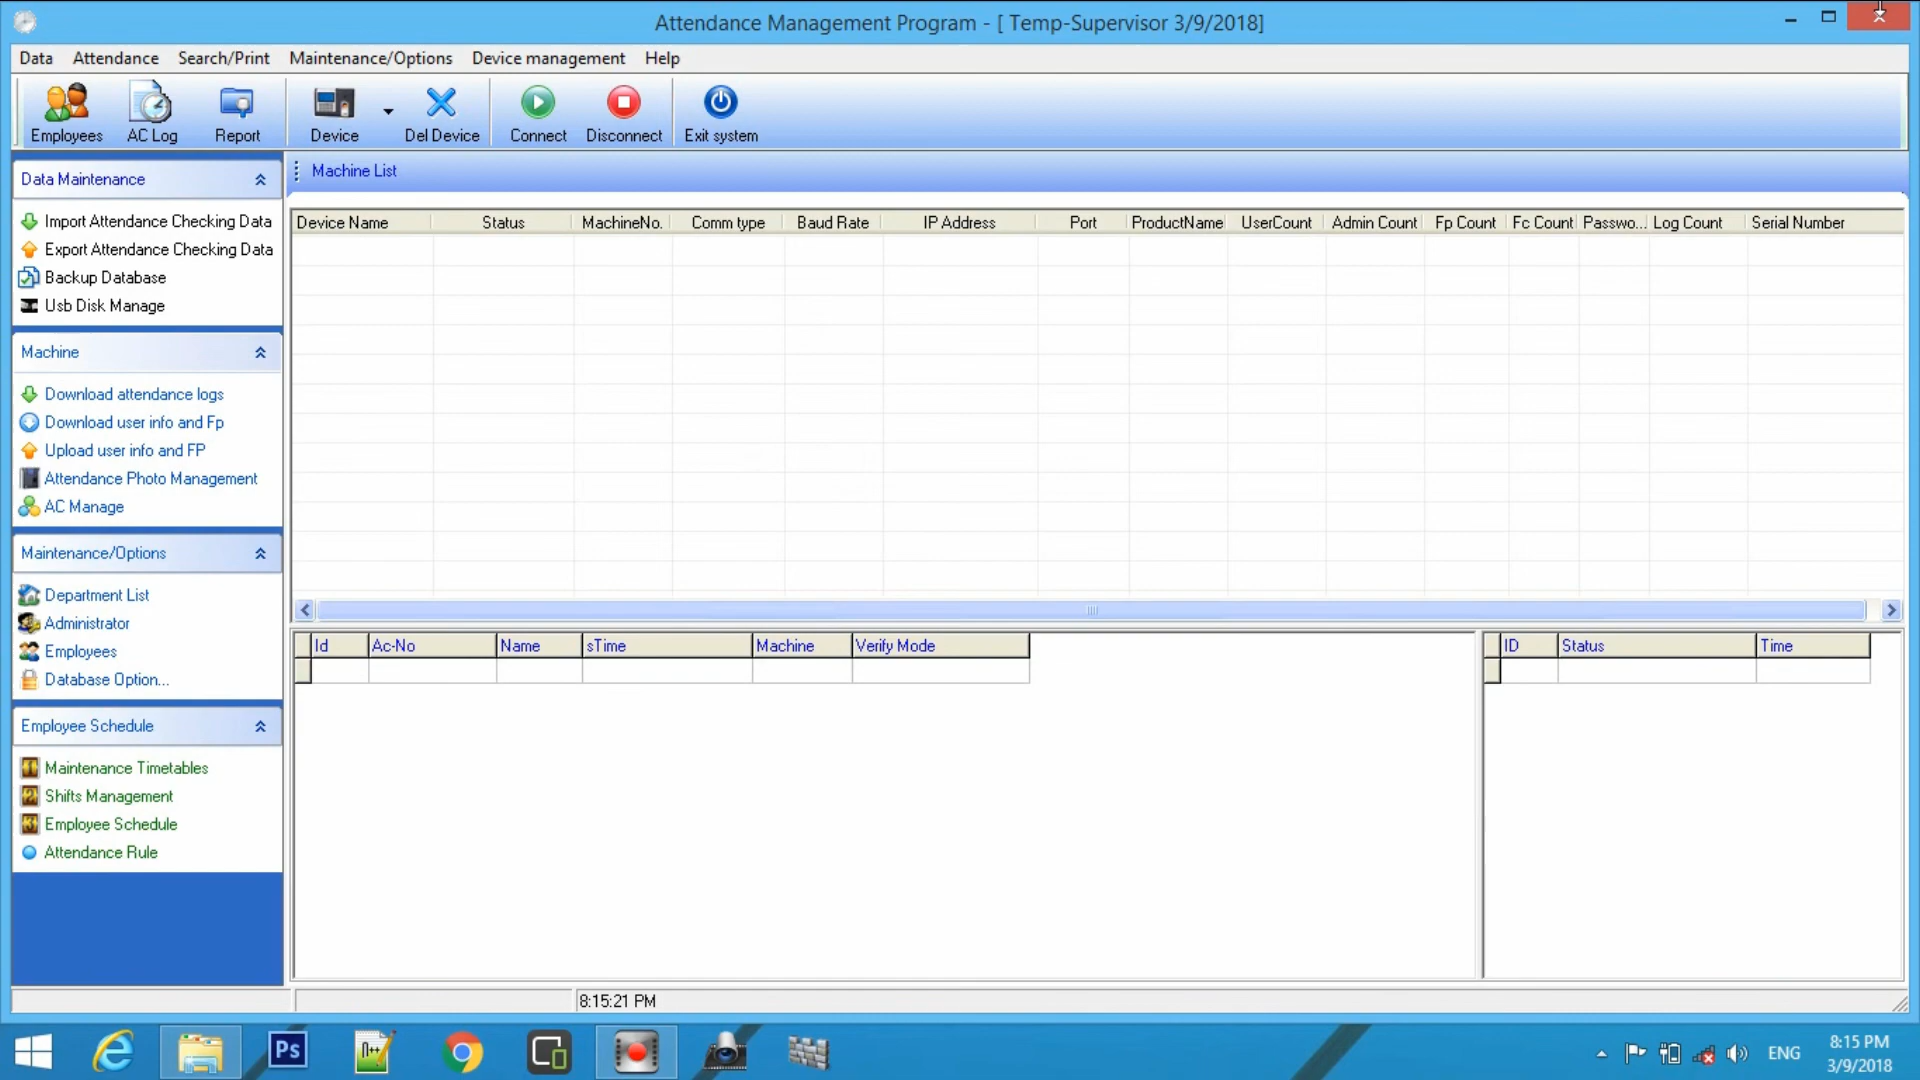 Attendance Management Program - [ Temp-Supervisor 3/9/2018]
Data Attendance Search/Print Maintenance/Options Device management Help
Employees AC Log Report Device Del Device Connect Disconnect Exit system
Data Maintenance
Import Attendance Checking Data
Export Attendance Checking Data
Backup Database
Usb Disk Manage
Machine
Download attendance logs
Download user info and Fp
Upload user info and FP
Attendance Photo Management
AC Manage
Maintenance/Options
Department List
Administrator
Employees
Database Option...
Employee Schedule
Maintenance Timetables
Shifts Management
Employee Schedule
Attendance Rule
Machine List
Device Name Status MachineNo. Comm type Baud Rate IP Address Port ProductName UserCount Admin Count Fp Count Fc Count Passwo... Log Count Serial Number
Id Ac-No Name sTime Machine Verify Mode
ID Status Time
8:15:21 PM
Ps
n++
ENG
8:15 PM
3/9/2018